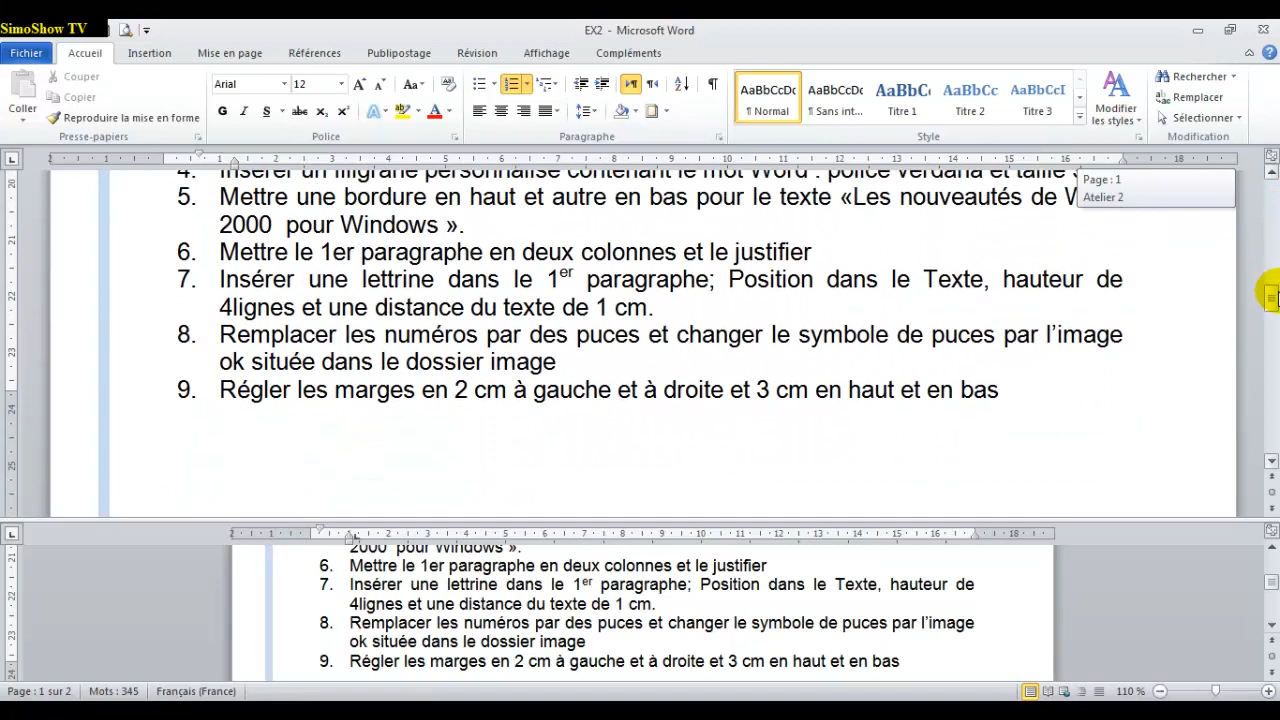 SimoShow TV
EX2 - Microsoft Word
Fichier Accueil Insertion Mise en page Références Publipostage Révision Affichage Compléments
Coller
Couper
Copier
Reproduire la mise en forme
Presse-papiers
Arial 12
G I S abc x₂ x²
Police
Paragraphe
AaBbCcDc AaBbCcDc AaBbC AaBbCc AaBbCcI
¶ Normal ¶ Sans int... Titre 1 Titre 2 Titre 3
Modifier les styles
Style
Rechercher
Remplacer
Sélectionner
Modification
4. Insérer un filigrane personnalisé contenant le mot Word : police verdana et taille
Page : 1
Atelier 2
5. Mettre une bordure en haut et autre en bas pour le texte «Les nouveautés de W
2000 pour Windows ».
6. Mettre le 1er paragraphe en deux colonnes et le justifier
7. Insérer une lettrine dans le 1er paragraphe; Position dans le Texte, hauteur de
4lignes et une distance du texte de 1 cm.
8. Remplacer les numéros par des puces et changer le symbole de puces par l’image
ok située dans le dossier image
9. Régler les marges en 2 cm à gauche et à droite et 3 cm en haut et en bas
2000 pour Windows ».
6. Mettre le 1er paragraphe en deux colonnes et le justifier
7. Insérer une lettrine dans le 1er paragraphe; Position dans le Texte, hauteur de
4lignes et une distance du texte de 1 cm.
8. Remplacer les numéros par des puces et changer le symbole de puces par l’image
ok située dans le dossier image
9. Régler les marges en 2 cm à gauche et à droite et 3 cm en haut et en bas
Page : 1 sur 2 Mots : 345 Français (France) 110 %